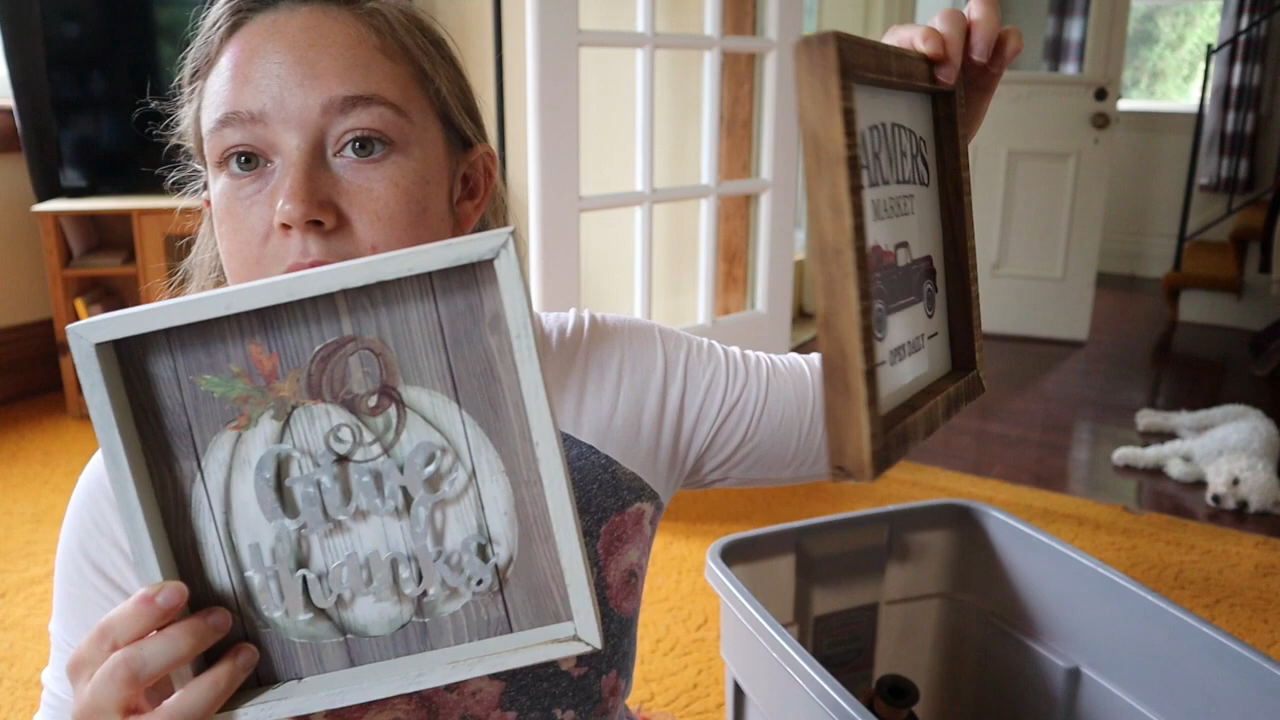 Give
thanks
ARMERS
MARKET
OPEN DAILY